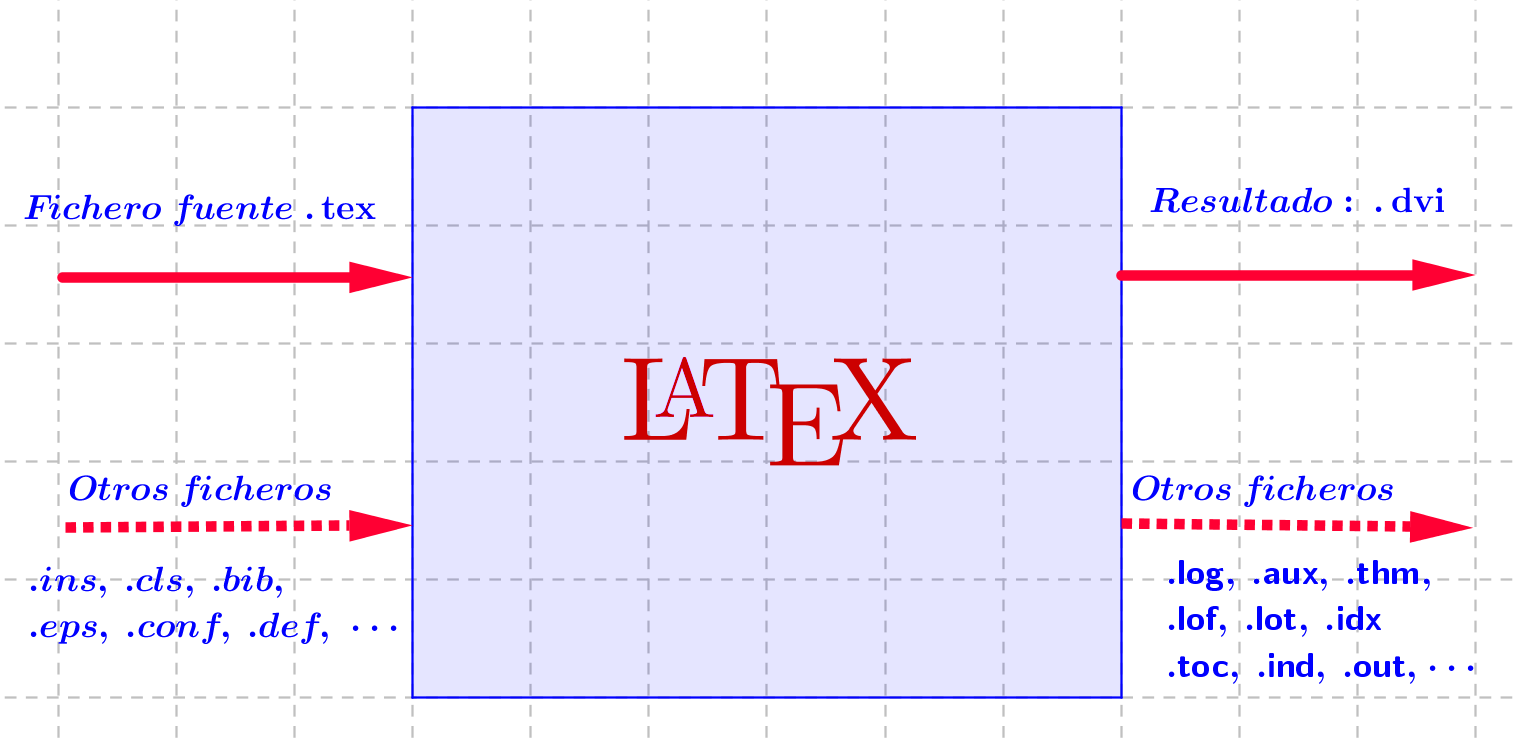 Fichero fuente .tex
Resultado: .dvi
LATEX
Otros ficheros
.ins, .cls, .bib,
.eps, .conf, .def, ···
Otros ficheros
.log, .aux, .thm,
.lof, .lot, .idx
.toc, .ind, .out, ···